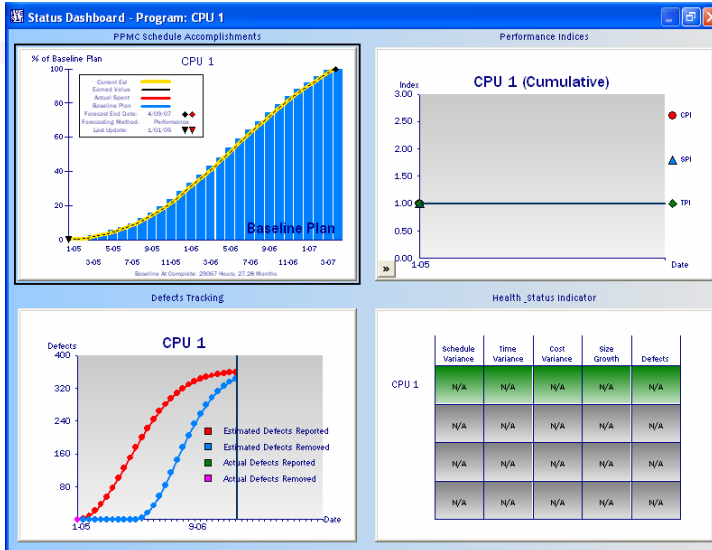 Status Dashboard - Program: CPU 1
PPMC Schedule Accomplishments
% of Baseline Plan
CPU 1
100
80
60
40
20
0
Current Est
Earned Value
Actual Spent
Baseline Plan
Forecast End Date: 4/09/07
Forecasting Method: Performance
Last Update: 1/01/05
Baseline Plan
1-05 5-05 9-05 1-06 5-06 9-06 1-07
3-05 7-05 11-05 3-06 7-06 11-06 3-07
Baseline At Complete: 29067 Hours; 27.28 Months
Performance Indices
Index
CPU 1 (Cumulative)
3.00
2.50
2.00
1.50
1.00
0.50
0.00
CPI
SPI
TPI
»
1-05
Date
Defects Tracking
Defects
CPU 1
400
320
240
160
80
Estimated Defects Reported
Estimated Defects Removed
Actual Defects Reported
Actual Defects Removed
1-05 9-06 Date
Health_Status Indicator
Schedule Variance
Time Variance
Cost Variance
Size Growth
Defects
CPU 1
N/A N/A N/A N/A N/A
N/A N/A N/A N/A N/A
N/A N/A N/A N/A N/A
N/A N/A N/A N/A N/A